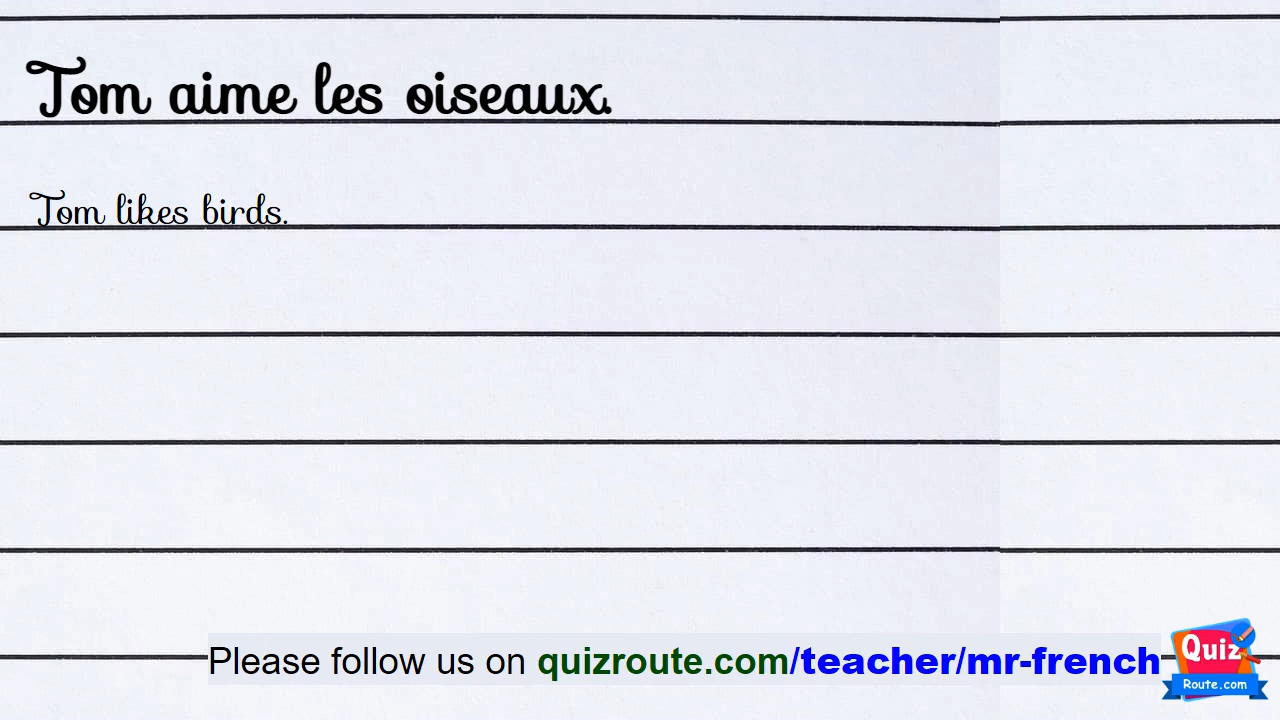 Tom aime les oiseaux.
Tom likes birds.
Please follow us on quizroute.com/teacher/mr-french
Quiz
Route.com